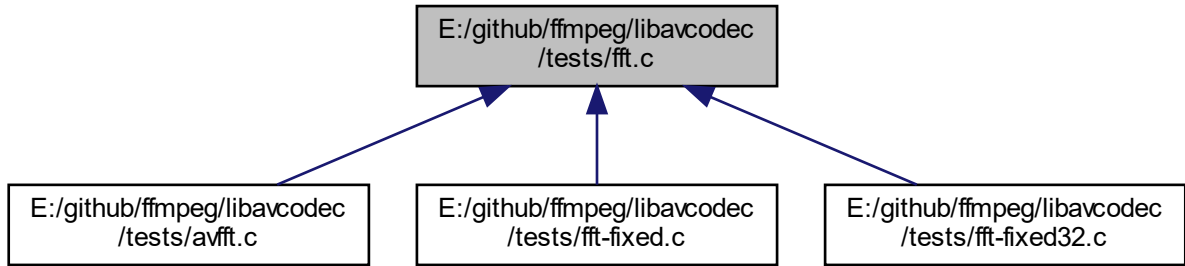 E:/github/ffmpeg/libavcodec
/tests/fft.c
E:/github/ffmpeg/libavcodec
/tests/avfft.c
E:/github/ffmpeg/libavcodec
/tests/fft-fixed.c
E:/github/ffmpeg/libavcodec
/tests/fft-fixed32.c